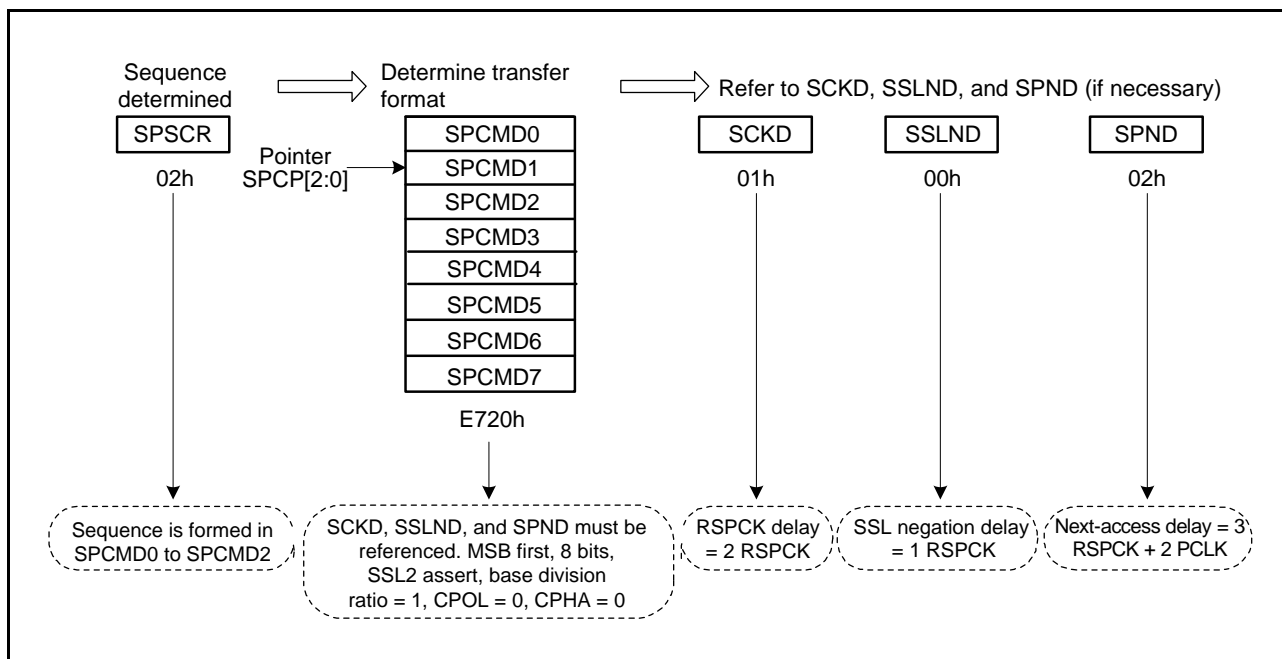 Sequence
determined
Determine transfer
format
Refer to SCKD, SSLND, and SPND (if necessary)
SPSCR
SPCMD0
SCKD
SSLND
SPND
Pointer
SPCP[2:0]
SPCMD1
02h
01h
00h
02h
SPCMD2
SPCMD3
SPCMD4
SPCMD5
SPCMD6
SPCMD7
E720h
Sequence is formed in
SPCMD0 to SPCMD2
SCKD, SSLND, and SPND must be
referenced. MSB first, 8 bits,
SSL2 assert, base division
ratio = 1, CPOL = 0, CPHA = 0
RSPCK delay
= 2 RSPCK
SSL negation delay
= 1 RSPCK
Next-access delay = 3
RSPCK + 2 PCLK